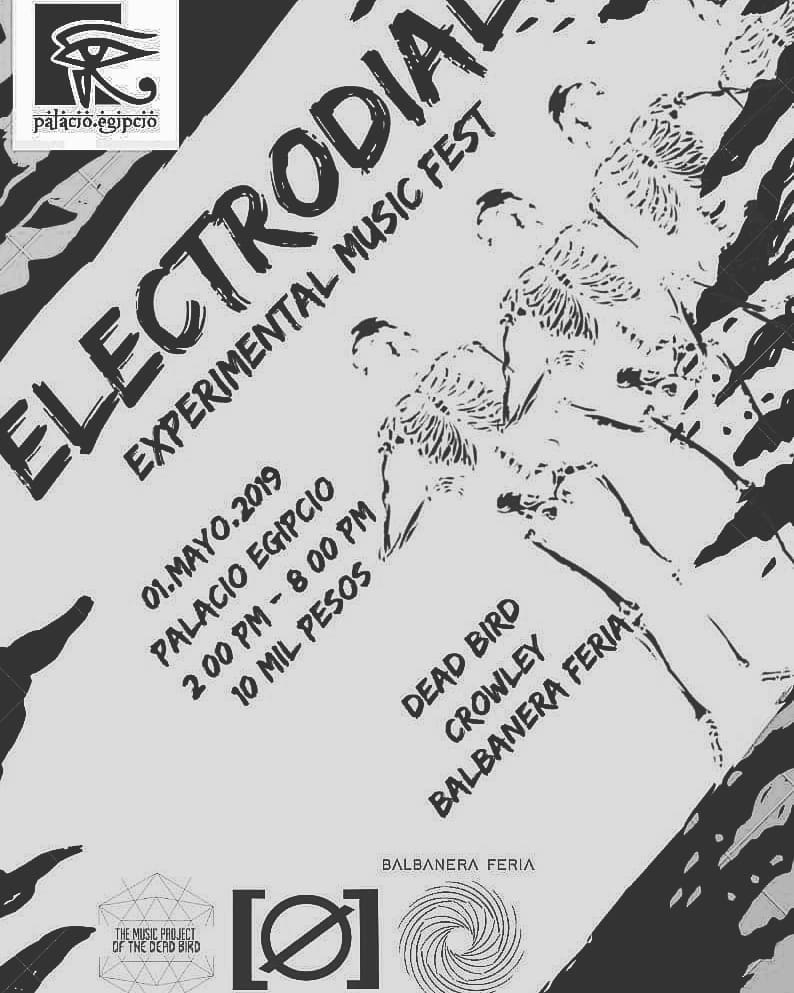 palacio.egipcio
ELECTRODIAL
EXPERIMENTAL MUSIC FEST
01.MAYO.2019
PALACIO EGIPCIO
2 00 PM - 8 00 PM
10 MIL PESOS
DEAD BIRD
CROWLEY
BALBANERA FERIA
THE MUSIC PROJECT
OF THE DEAD BIRD
[Ø]
BALBANERA FERIA